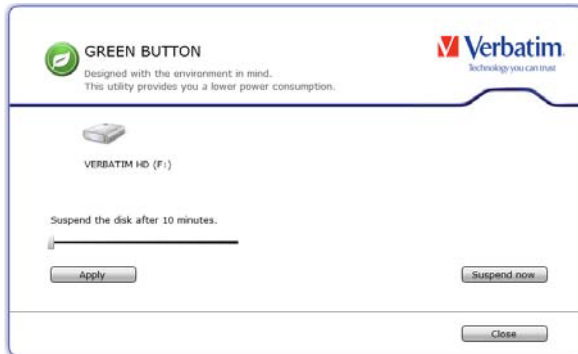 GREEN BUTTON
Designed with the environment in mind.
This utility provides you a lower power consumption.
Verbatim.
Technology you can trust
VERBATIM HD (F:)
Suspend the disk after 10 minutes.
Apply
Suspend now
Close